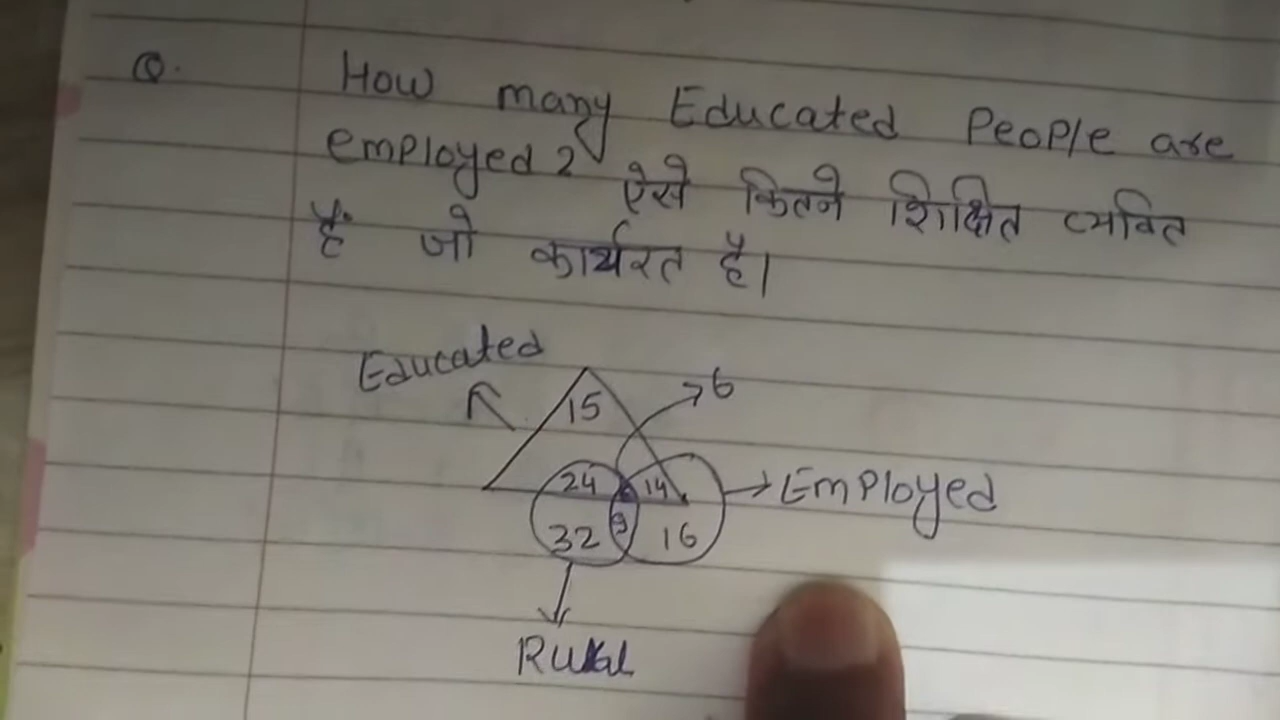 Q. How many Educated People are
employed? ऐसे कितने शिक्षित व्यक्ति
हैं जो कार्यरत है।
Educated
15
6
24 14
Employed
9
32 16
Rural